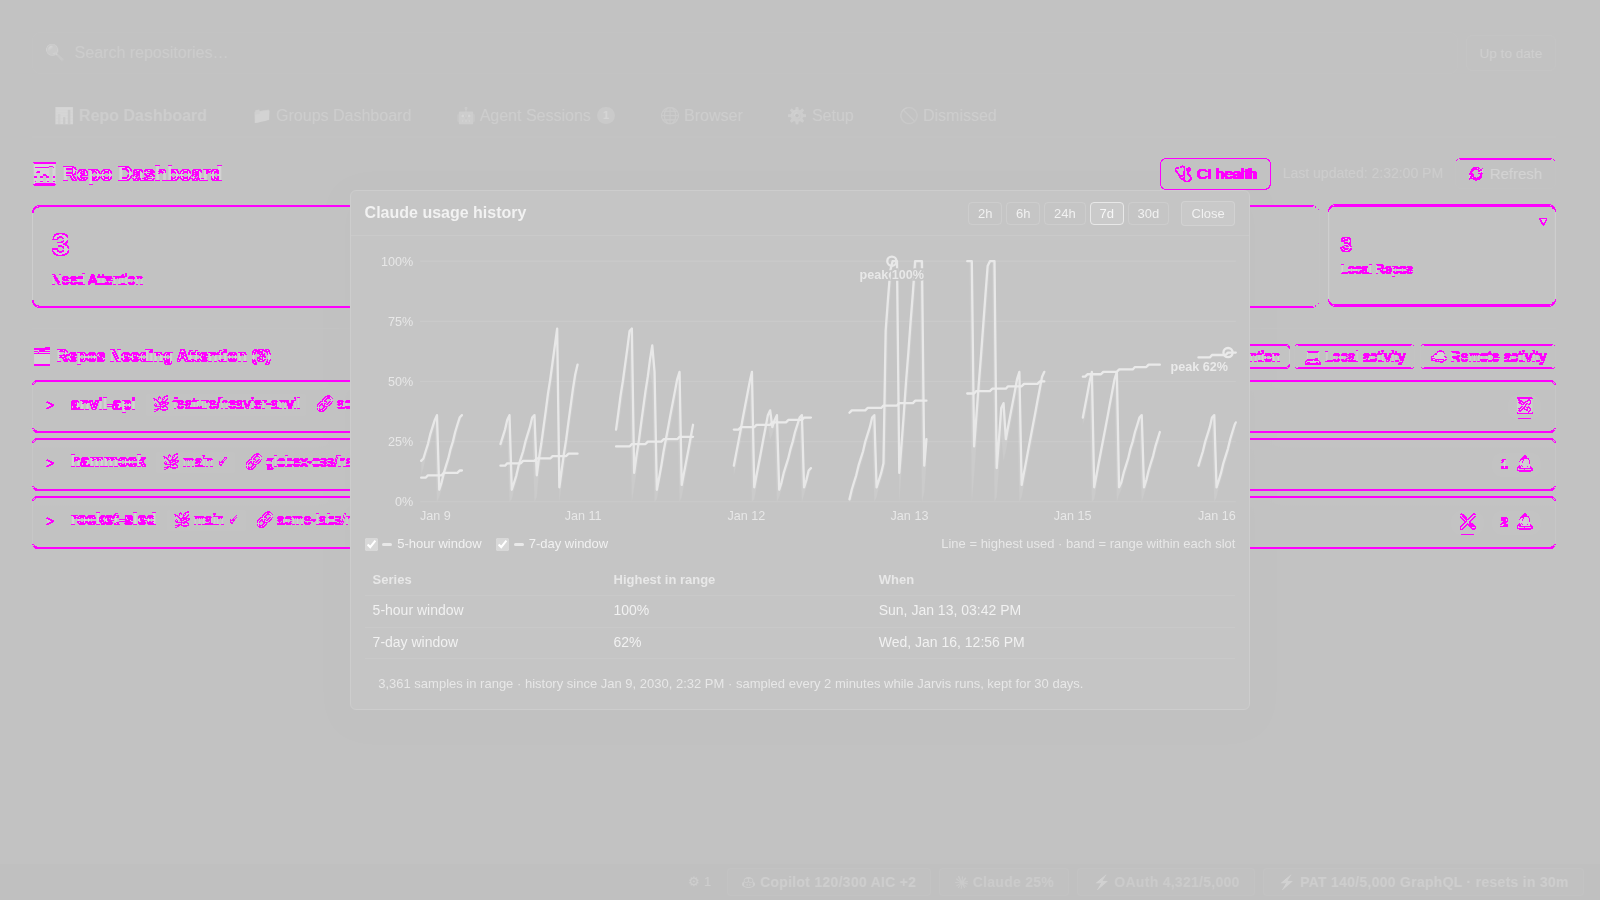 Search repositories...
Up to date
Repo Dashboard
Groups Dashboard
Agent Sessions 1
Browser
Setup
Dismissed
Repo Dashboard
CI health
Last updated: 2:32:00 PM
Refresh
3
Need Attention
3
Local Repos
Claude usage history
2h 6h 24h 7d 30d Close
100%
peak 100%
75%
peak 62%
50%
25%
0%
Jan 9 Jan 11 Jan 12 Jan 13 Jan 15 Jan 16
5-hour window 7-day window
Line = highest used · band = range within each slot
Series Highest in range When
5-hour window 100% Sun, Jan 13, 03:42 PM
7-day window 62% Wed, Jan 16, 12:56 PM
3,361 samples in range · history since Jan 9, 2030, 2:32 PM · sampled every 2 minutes while Jarvis runs, kept for 30 days.
Repos Needing Attention (3)
Local activity
Remote activity
main ✓
main ✓
1
Copilot 120/300 AIC +2
Claude 25%
OAuth 4,321/5,000
PAT 140/5,000 GraphQL · resets in 30m